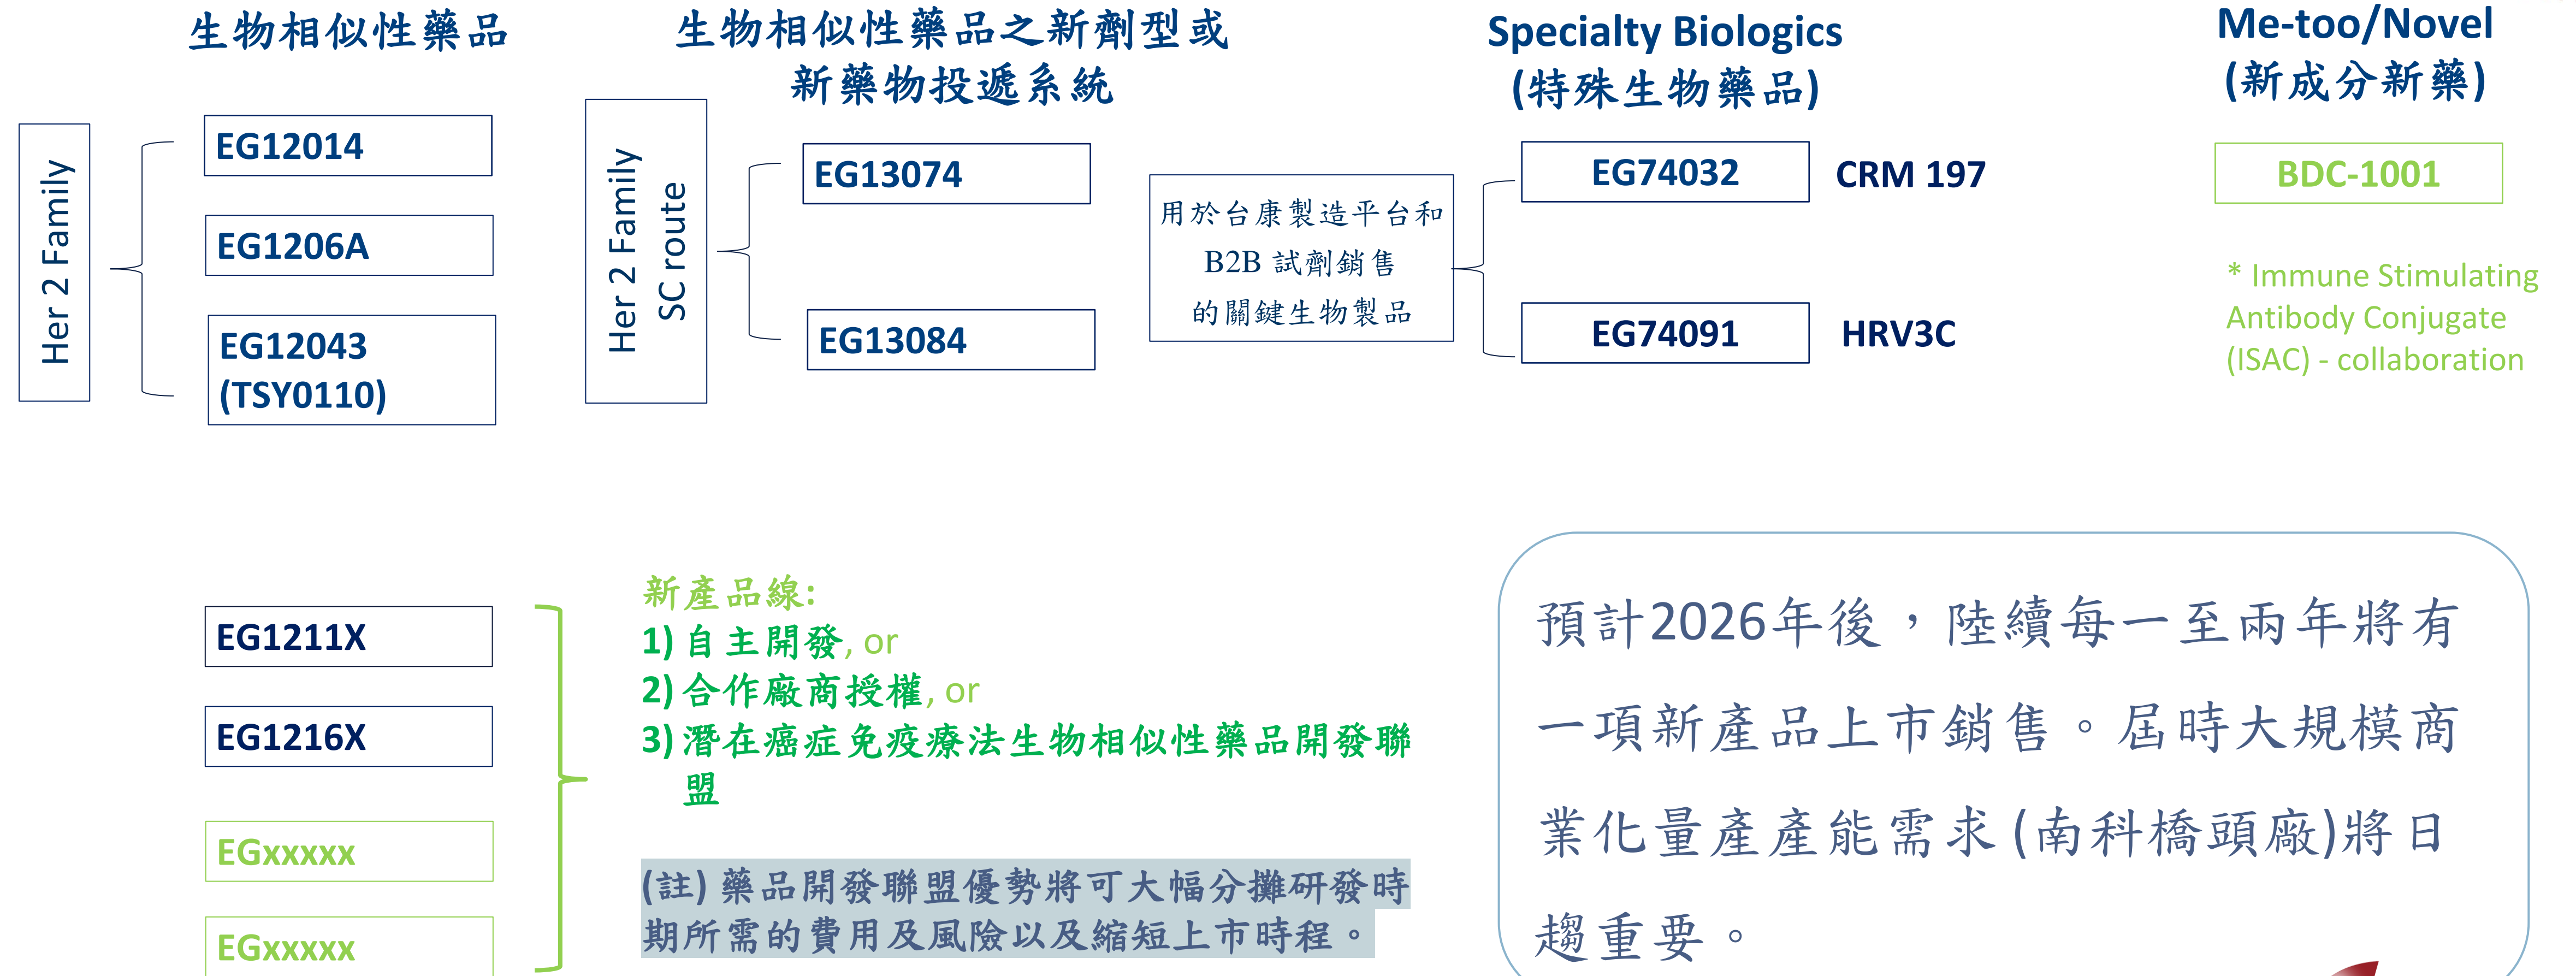 生物相似性藥品
Her 2 Family
EG12014
EG1206A
EG12043
(TSY0110)
生物相似性藥品之新劑型或
新藥物投遞系統
Her 2 Family
SC route
EG13074
EG13084
Specialty Biologics
(特殊生物藥品)
用於台康製造平台和
B2B 試劑銷售
的關鍵生物製品
EG74032
CRM 197
EG74091
HRV3C
Me-too/Novel
(新成分新藥)
BDC-1001
* Immune Stimulating
Antibody Conjugate
(ISAC) - collaboration
EG1211X
EG1216X
EGxxxxx
EGxxxxx
新產品線:
1) 自主開發, or
2) 合作廠商授權, or
3) 潛在癌症免疫療法生物相似性藥品開發聯
盟
(註) 藥品開發聯盟優勢將可大幅分攤研發時
期所需的費用及風險以及縮短上市時程。
預計2026年後，陸續每一至兩年將有
一項新產品上市銷售。屆時大規模商
業化量產產能需求(南科橋頭廠)將日
趨重要。